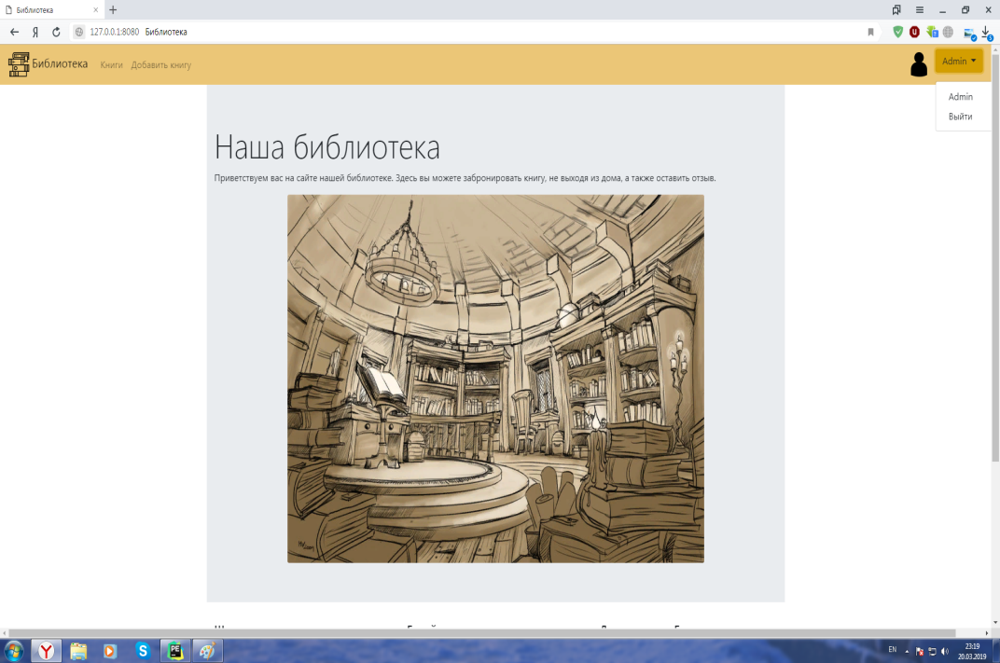 Библиотека
127.0.0.1:8080 Библиотека
Библиотека Книги Добавить книгу Admin
Admin
Выйти
Наша библиотека
Приветствуем вас на сайте нашей библиотеке. Здесь вы можете забронировать книгу, не выходя из дома, а также оставить отзыв.
EN
23:19
20.03.2019